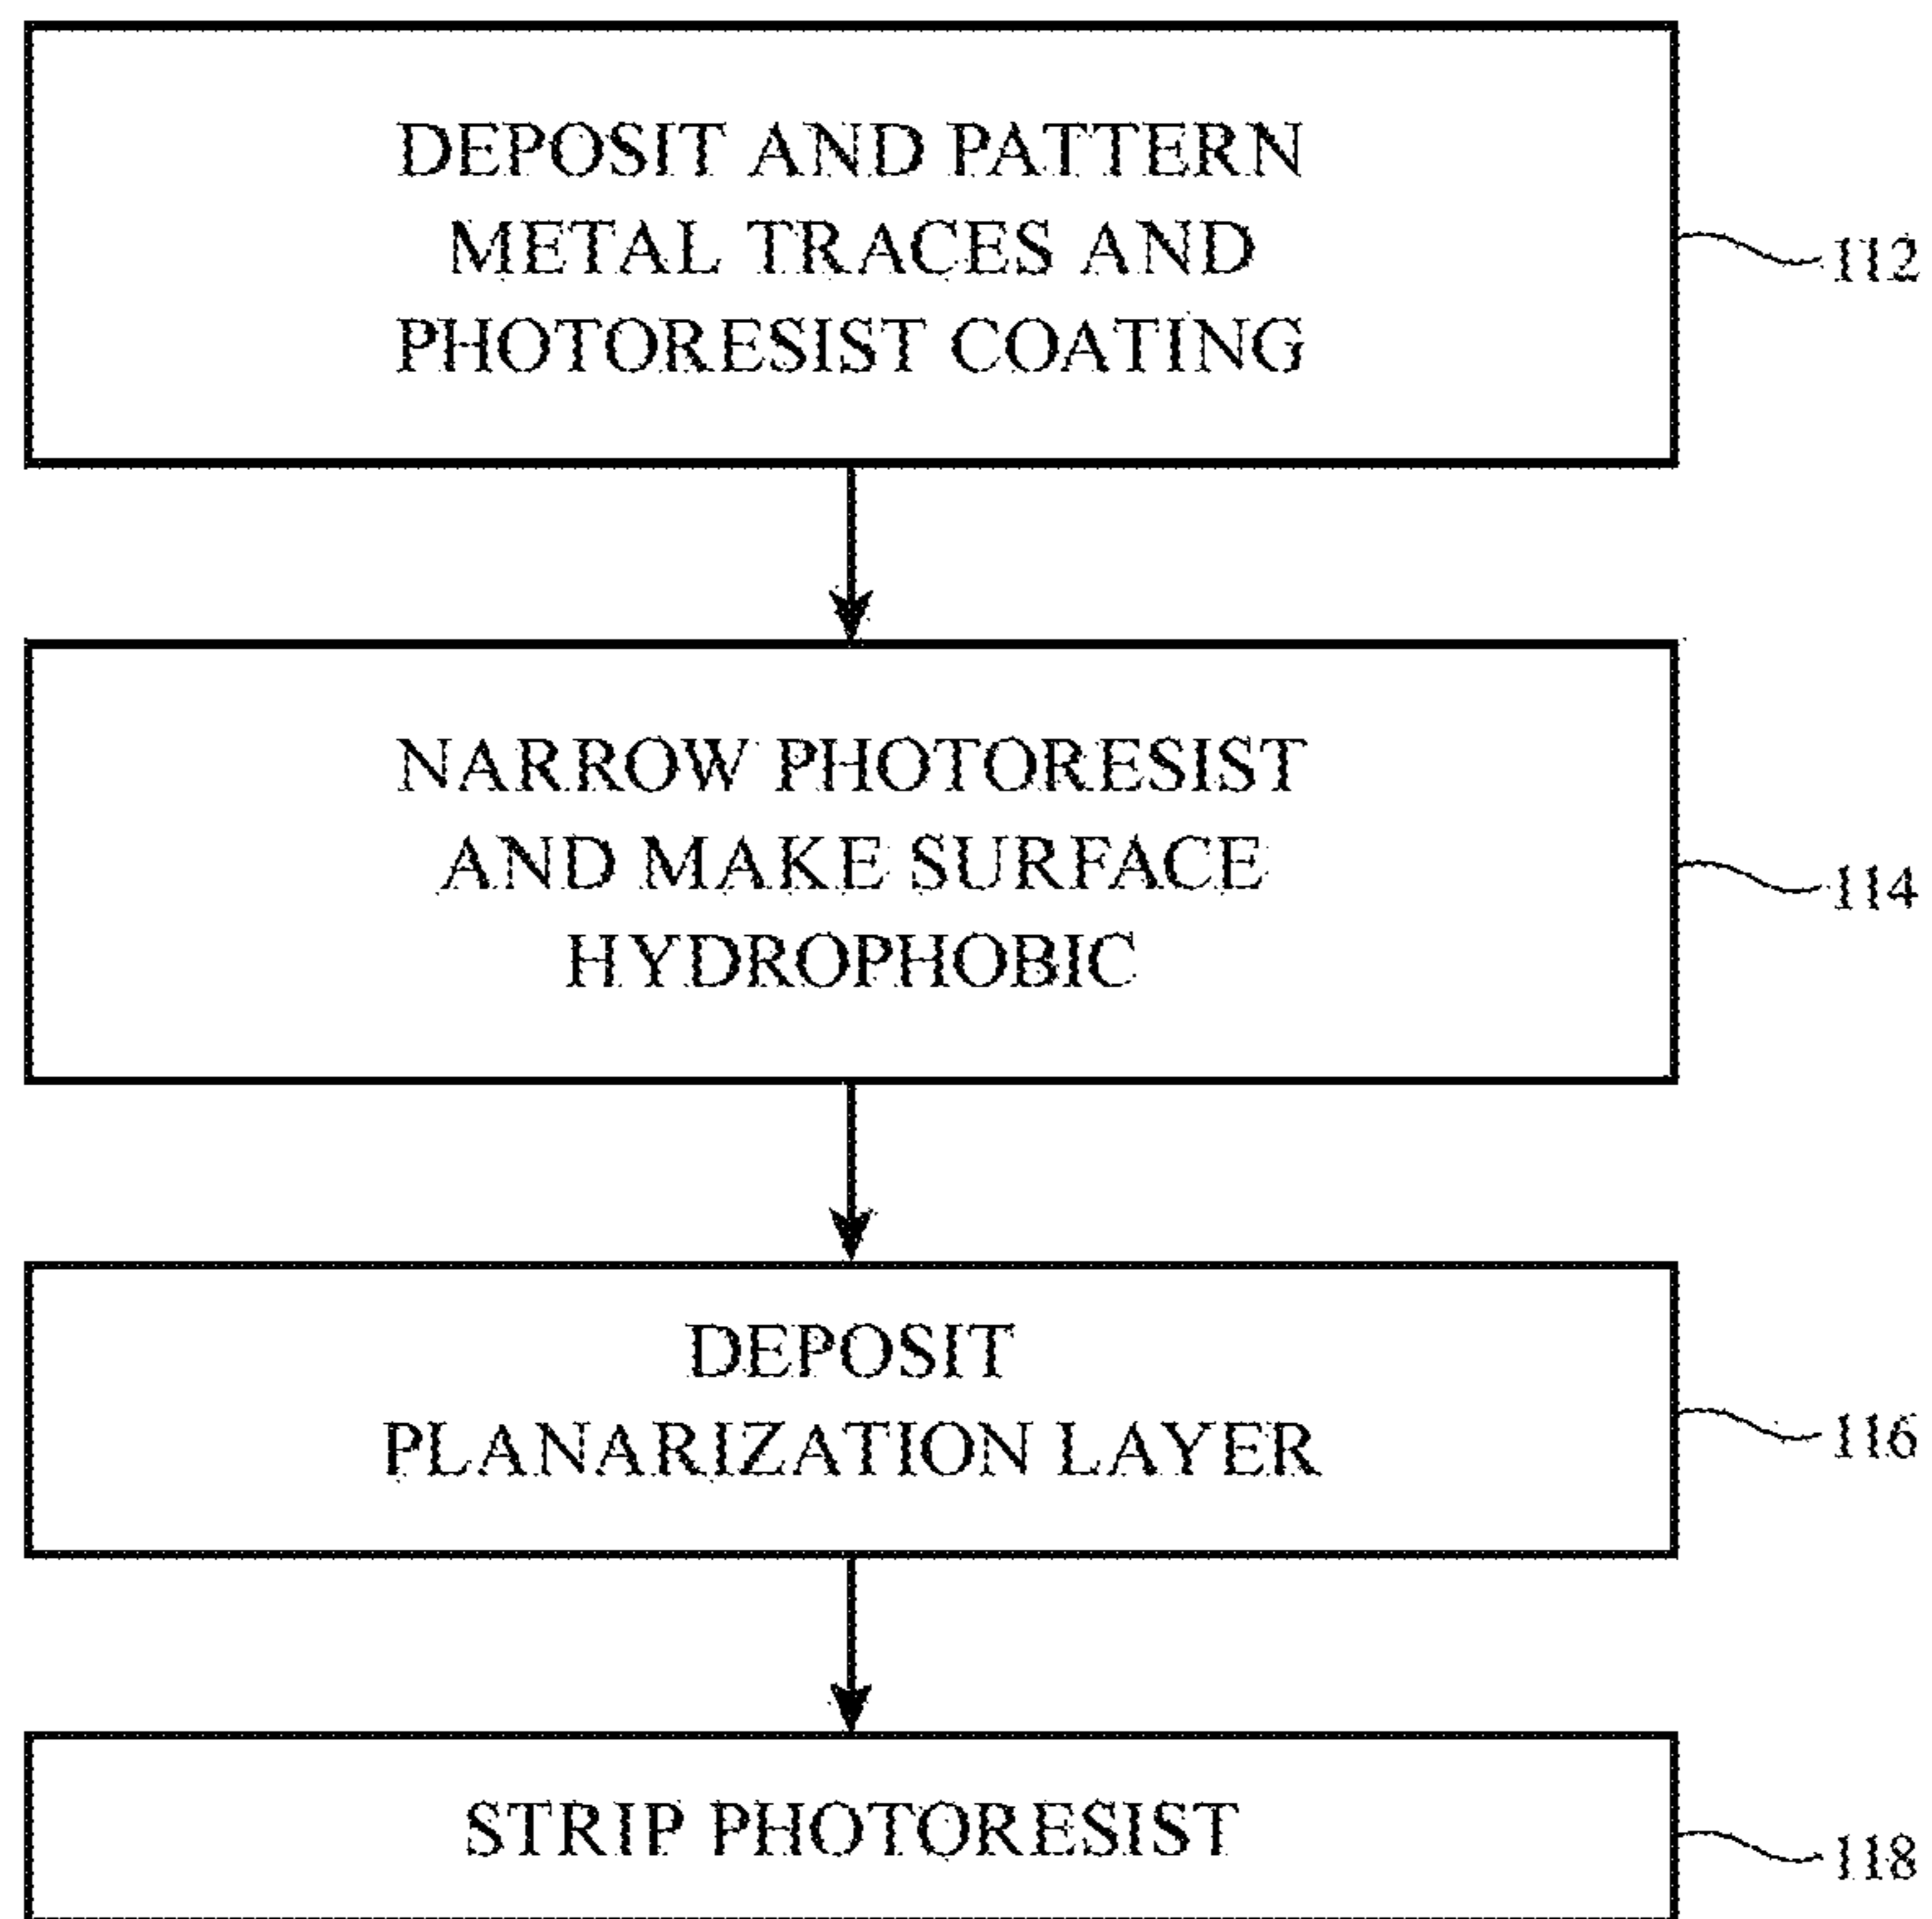 DEPOSIT AND PATTERN
METAL TRACES AND
PHOTORESIST COATING
112
NARROW PHOTORESIST
AND MAKE SURFACE
HYDROPHOBIC
114
DEPOSIT
PLANARIZATION LAYER
116
STRIP PHOTORESIST
118